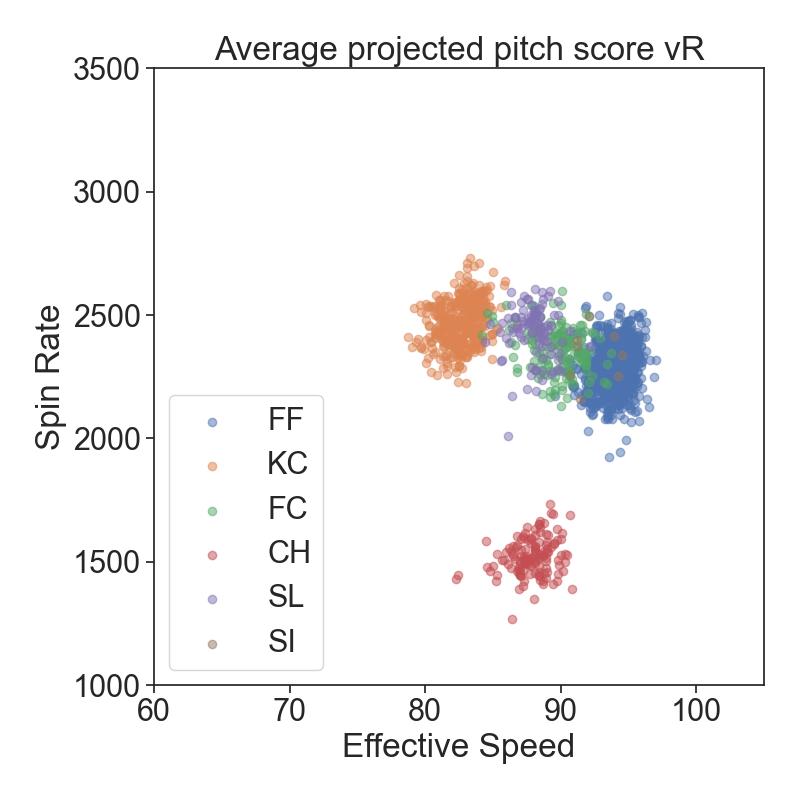 Average projected pitch score vR
3500
3000
2500
2000
1500
1000
Spin Rate
FF
KC
FC
CH
SL
SI
60
70
80
90
100
Effective Speed